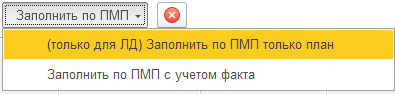 Заполнить по ПМП
(только для ЛД) Заполнить по ПМП только план
Заполнить по ПМП с учетом факта